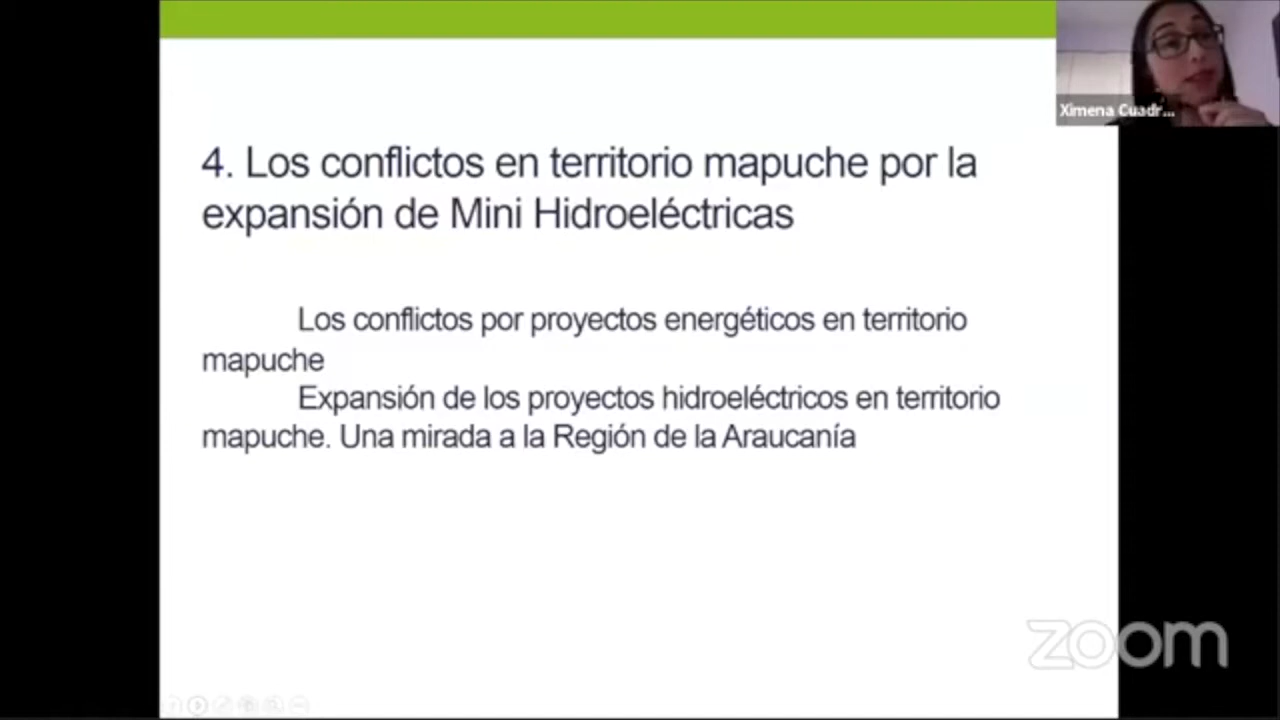 Ximena Cuadr...
4. Los conflictos en territorio mapuche por la
expansión de Mini Hidroeléctricas
Los conflictos por proyectos energéticos en territorio
mapuche
Expansión de los proyectos hidroeléctricos en territorio
mapuche. Una mirada a la Región de la Araucanía
zoom